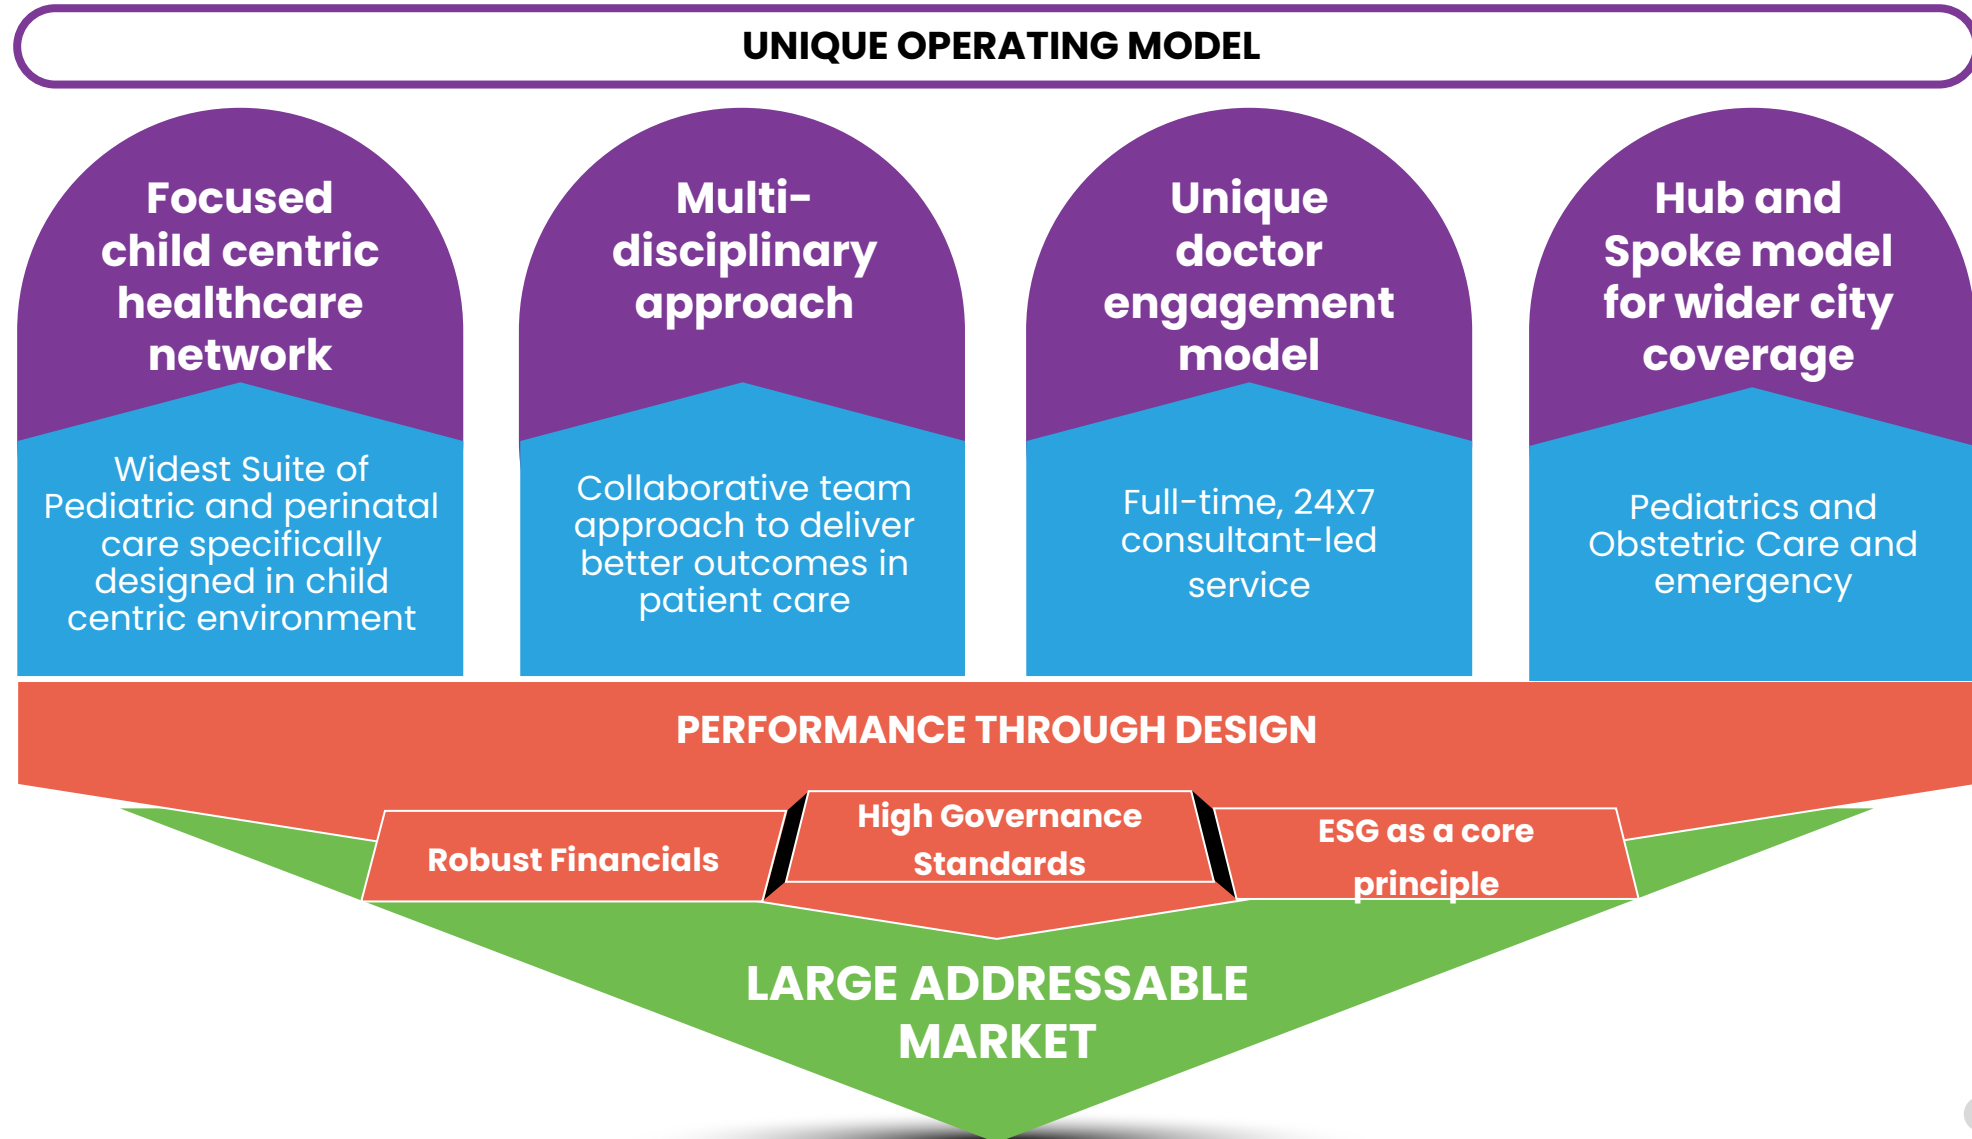 UNIQUE OPERATING MODEL
Focused
child centric
healthcare
network
Widest Suite of
Pediatric and perinatal
care specifically
designed in child
centric environment
Multi-
disciplinary
approach
Collaborative team
approach to deliver
better outcomes in
patient care
Unique
doctor
engagement
model
Full-time, 24X7
consultant-led
service
Hub and
Spoke model
for wider city
coverage
Pediatrics and
Obstetric Care and
emergency
PERFORMANCE THROUGH DESIGN
Robust Financials
High Governance
Standards
ESG as a core
principle
LARGE ADDRESSABLE
MARKET